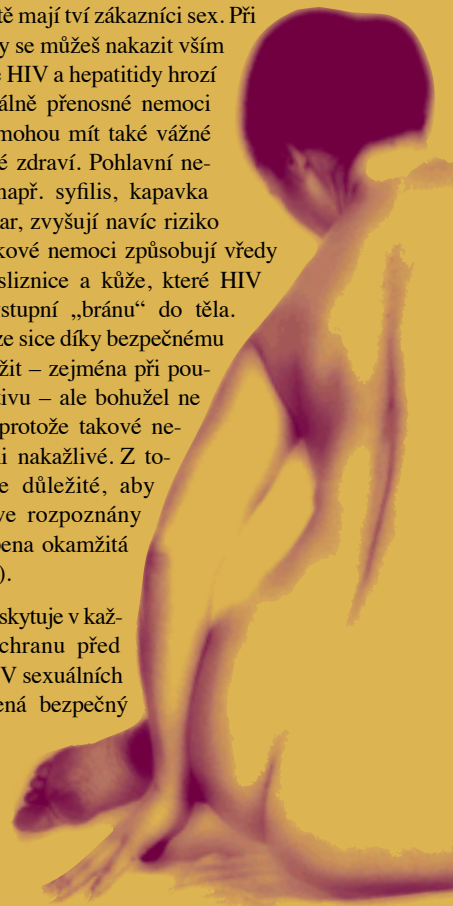 tě mají tví zákazníci sex. Při
y se můžeš nakazit vším
HIV a hepatitidy hrozí
álně přenosné nemoci
mohou mít také vážné
é zdraví. Pohlavní ne-
např. syfilis, kapavka
ar, zvyšují navíc riziko
kové nemoci způsobují vředy
sliznice a kůže, které HIV
stupní „bránu“ do těla.
ze sice díky bezpečnému
žit – zejména při pou-
tivu – ale bohužel ne
protože takové ne-
i nakažlivé. Z to-
e důležité, aby
ve rozpoznány
ena okamžitá
).
skytuje v kaž-
chranu před
V sexuálních
ená bezpečný